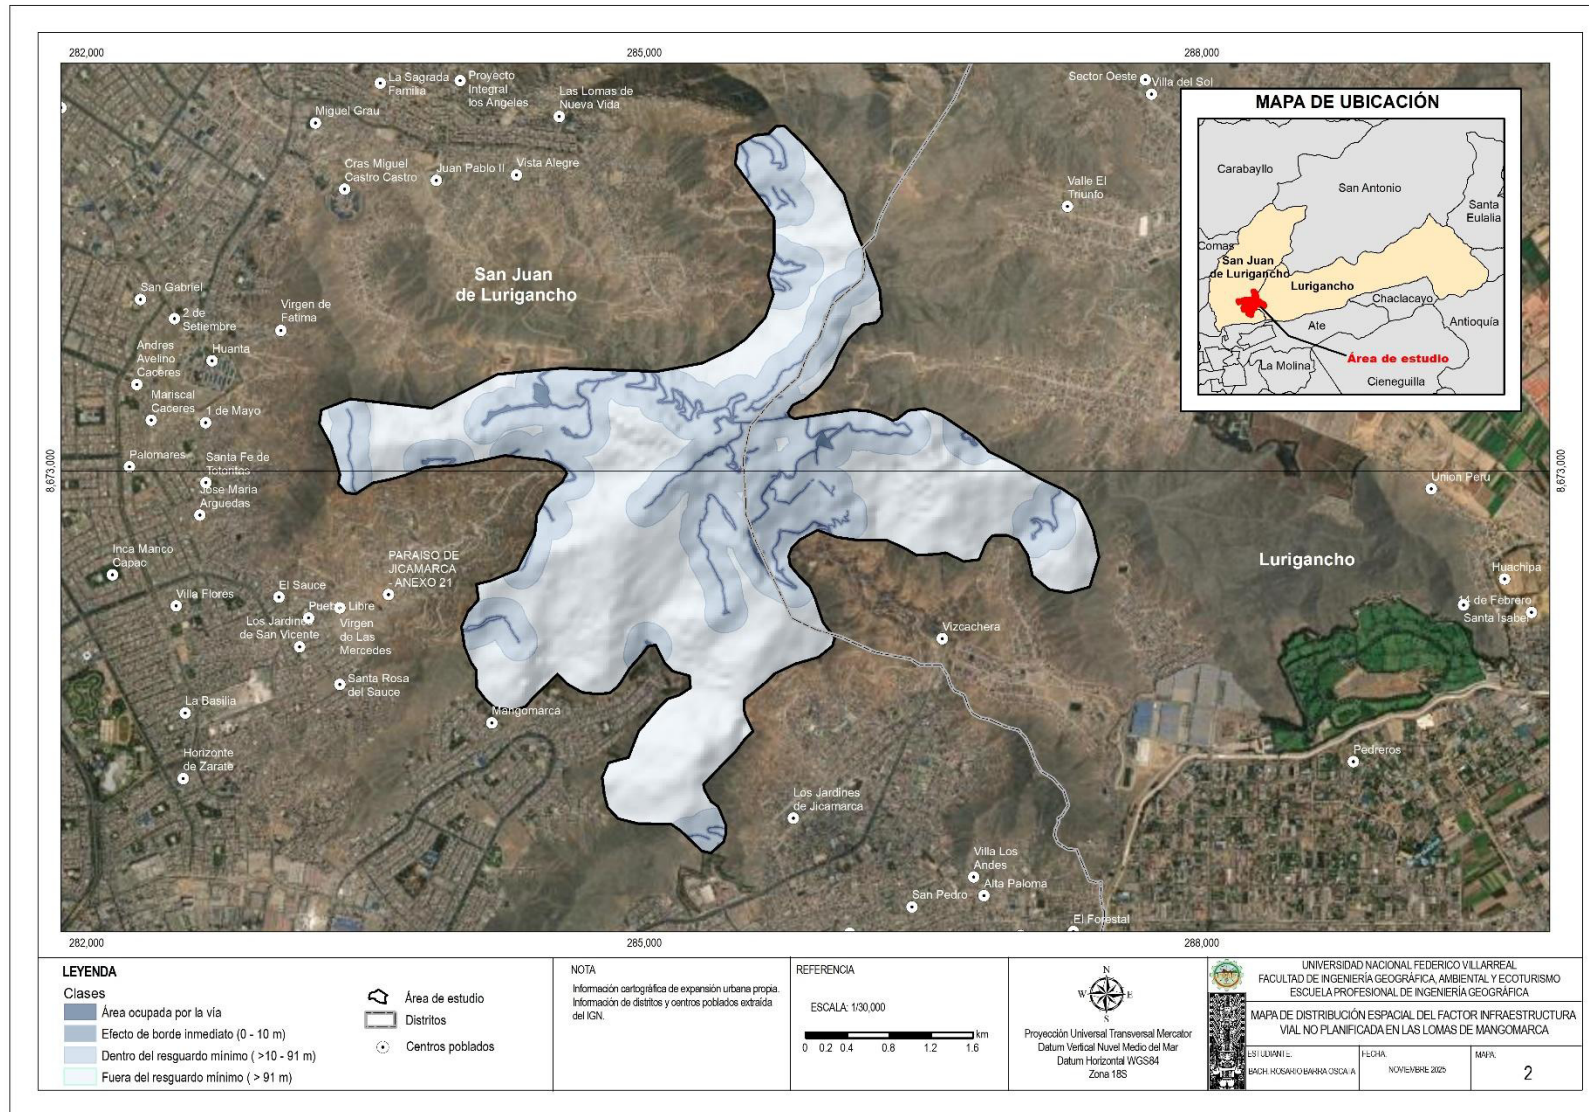 282,000
285,000
288,000
La Sagrada
Familia
Proyecto
Integral
los Angeles
Las Lomas de
Nueva Vida
Miguel Grau
Cras Miguel
Castro Castro
Juan Pablo II
Vista Alegre
Sector Oeste
Villa del Sol
Valle El
Triunfo
San Juan
de Lurigancho
San Gabriel
2 de
Setiembre
Virgen de
Fatima
Huanta
Andres
Avelino
Caceres
Mariscal
Caceres
1 de Mayo
Palomares
Santa Fe de
Totoritas
Jose Maria
Arguedas
Inca Manco
Capac
Villa Flores
El Sauce
PARAISO DE
JICAMARCA
- ANEXO 21
Pueblo Libre
Los Jardines
de San Vicente
Virgen
de Las
Mercedes
Santa Rosa
del Sauce
La Basilia
Mangomarca
Horizonte
de Zarate
Vizcachera
Los Jardines
de Jicamarca
Villa Los
Andes
Alta Paloma
San Pedro
El Forestal
Lurigancho
Union Peru
Huachipa
14 de Febrero
Santa Isabel
Pedreros
8,673,000
8,673,000
MAPA DE UBICACIÓN
Carabayllo
San Antonio
Santa
Eulalia
Comas
San Juan
de Lurigancho
Lurigancho
Chaclacayo
Ate
Antioquía
La Molina
Área de estudio
Cieneguilla
282,000
285,000
288,000
LEYENDA
Clases
Área ocupada por la vía
Efecto de borde inmediato (0 - 10 m)
Dentro del resguardo mínimo ( >10 - 91 m)
Fuera del resguardo mínimo ( > 91 m)
Área de estudio
Distritos
Centros poblados
NOTA
Información cartográfica de expansión urbana propia.
Información de distritos y centros poblados extraída
del IGN.
REFERENCIA
ESCALA: 1/30,000
km
0 0.2 0.4 0.8 1.2 1.6
N
W E
S
Proyección Universal Transversal Mercator
Datum Vertical Nuvel Medio del Mar
Datum Horizontal WGS84
Zona 18S
UNIVERSIDAD NACIONAL FEDERICO VILLARREAL
FACULTAD DE INGENIERÍA GEOGRÁFICA, AMBIENTAL Y ECOTURISMO
ESCUELA PROFESIONAL DE INGENIERÍA GEOGRÁFICA
MAPA DE DISTRIBUCIÓN ESPACIAL DEL FACTOR INFRAESTRUCTURA
VIAL NO PLANIFICADA EN LAS LOMAS DE MANGOMARCA
ESTUDIANTE:
BACH. ROSARIO BARRA OSCATA
FECHA:
NOVIEMBRE 2025
MAPA:
2